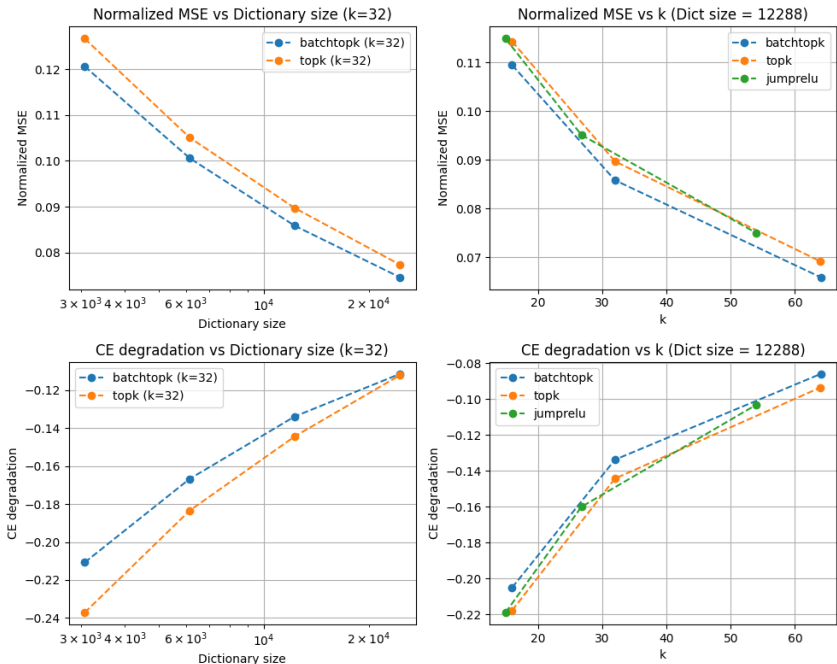 Normalized MSE vs Dictionary size (k=32)
batchtopk (k=32)
topk (k=32)
Normalized MSE
0.12
0.11
0.10
0.09
0.08
3 × 10³ 4 × 10³ 6 × 10³ 10⁴ 2 × 10⁴
Dictionary size
Normalized MSE vs k (Dict size = 12288)
batchtopk
topk
jumprelu
Normalized MSE
0.11
0.10
0.09
0.08
0.07
20 30 40 50 60
k
CE degradation vs Dictionary size (k=32)
batchtopk (k=32)
topk (k=32)
CE degradation
−0.12
−0.14
−0.16
−0.18
−0.20
−0.22
−0.24
3 × 10³ 4 × 10³ 6 × 10³ 10⁴ 2 × 10⁴
Dictionary size
CE degradation vs k (Dict size = 12288)
batchtopk
topk
jumprelu
CE degradation
−0.08
−0.10
−0.12
−0.14
−0.16
−0.18
−0.20
−0.22
20 30 40 50 60
k